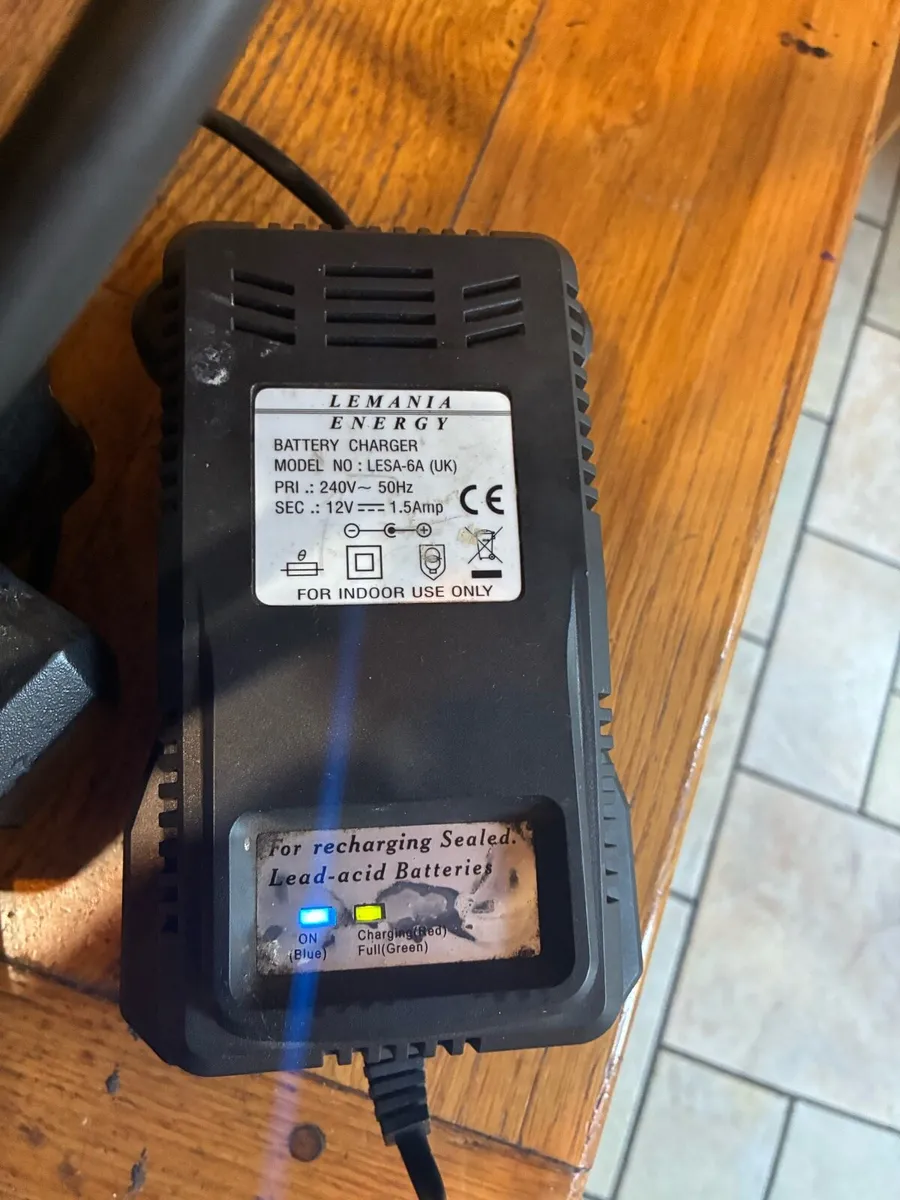 LEMANIA
ENERGY
BATTERY CHARGER
MODEL NO : LESA-6A (UK)
PRI .: 240V~ 50Hz
SEC .: 12V ⎓ 1.5Amp
CE
FOR INDOOR USE ONLY
For recharging Sealed.
Lead-acid Batteries
ON
(Blue)
Charging(Red)
Full(Green)